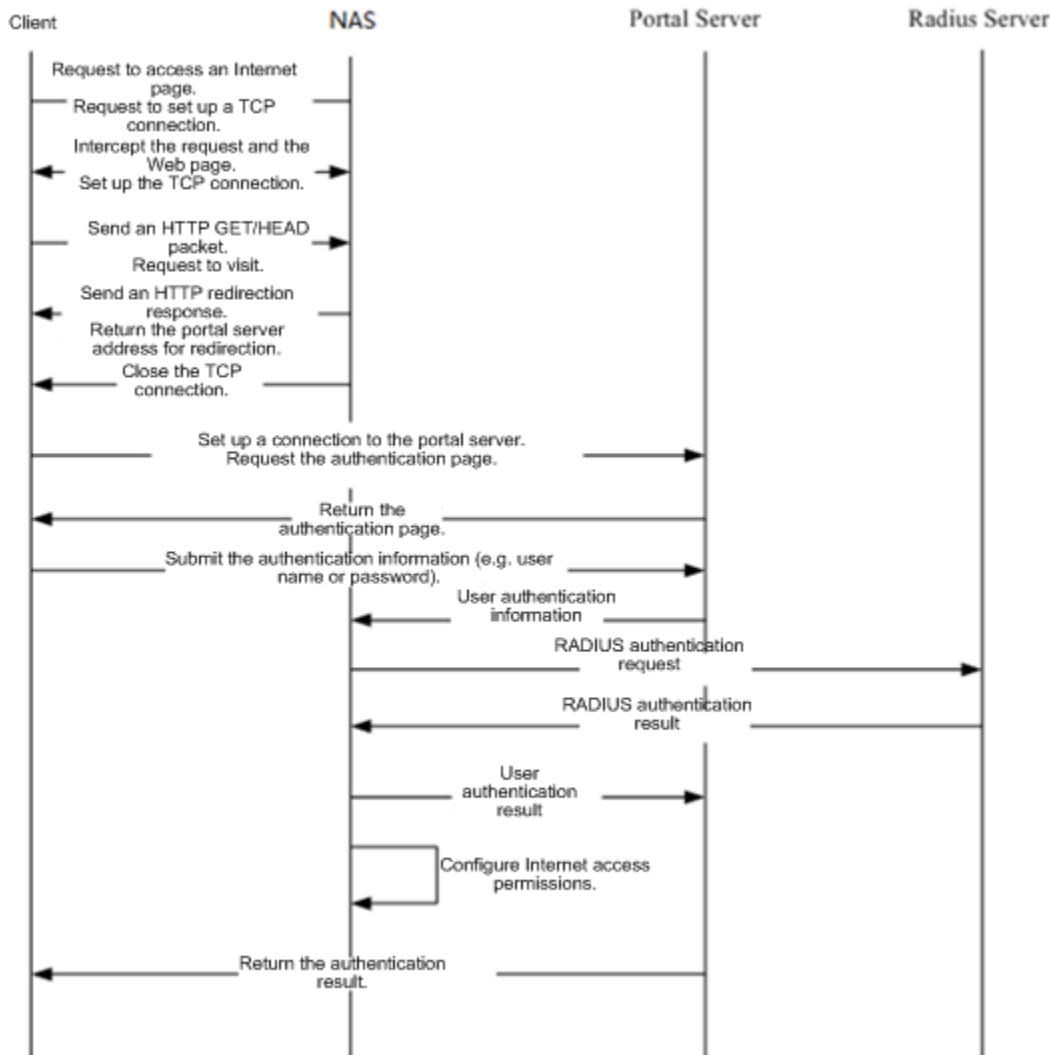 Client
NAS
Portal Server
Radius Server
Request to access an Internet
page.
Request to set up a TCP
connection.
Intercept the request and the
Web page.
Set up the TCP connection.
Send an HTTP GET/HEAD
packet.
Request to visit.
Send an HTTP redirection
response.
Return the portal server
address for redirection.
Close the TCP
connection.
Set up a connection to the portal server.
Request the authentication page.
Return the
authentication page.
Submit the authentication information (e.g. user
name or password).
User authentication
information
RADIUS authentication
request
RADIUS authentication
result
User
authentication
result
Configure Internet access
permissions.
Return the authentication
result.